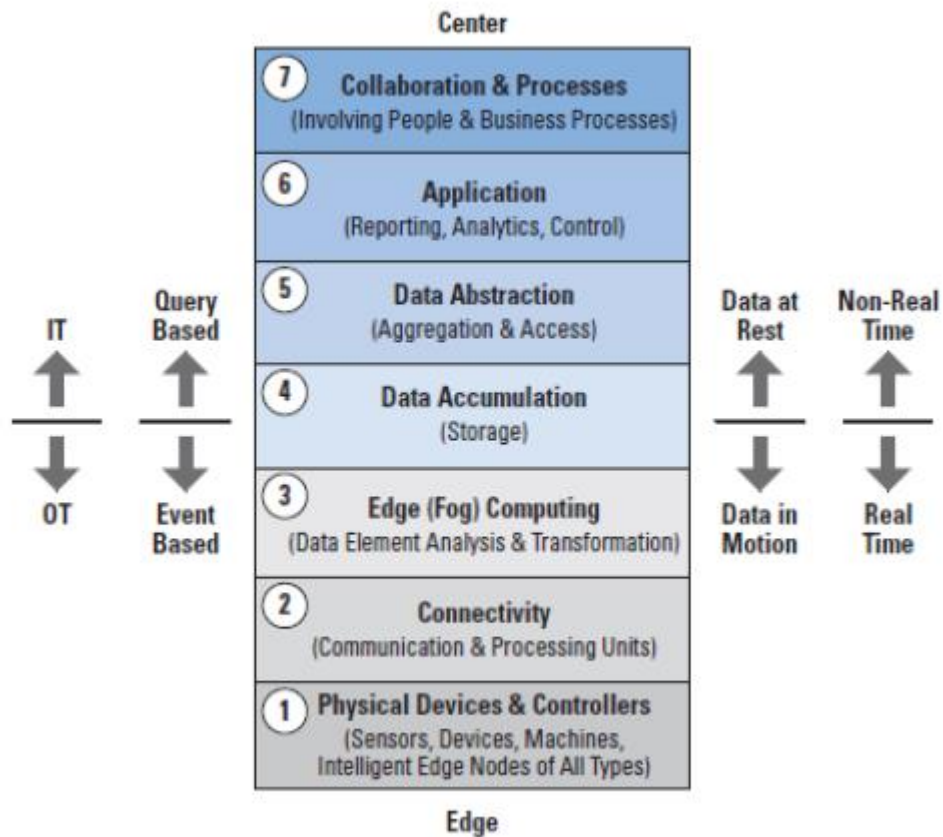 Center
7
Collaboration & Processes
(Involving People & Business Processes)
6
Application
(Reporting, Analytics, Control)
5
Data Abstraction
(Aggregation & Access)
IT
Query
Based
Data at
Rest
Non-Real
Time
4
Data Accumulation
(Storage)
OT
Event
Based
3
Edge (Fog) Computing
(Data Element Analysis & Transformation)
Data in
Motion
Real
Time
2
Connectivity
(Communication & Processing Units)
1
Physical Devices & Controllers
(Sensors, Devices, Machines,
Intelligent Edge Nodes of All Types)
Edge